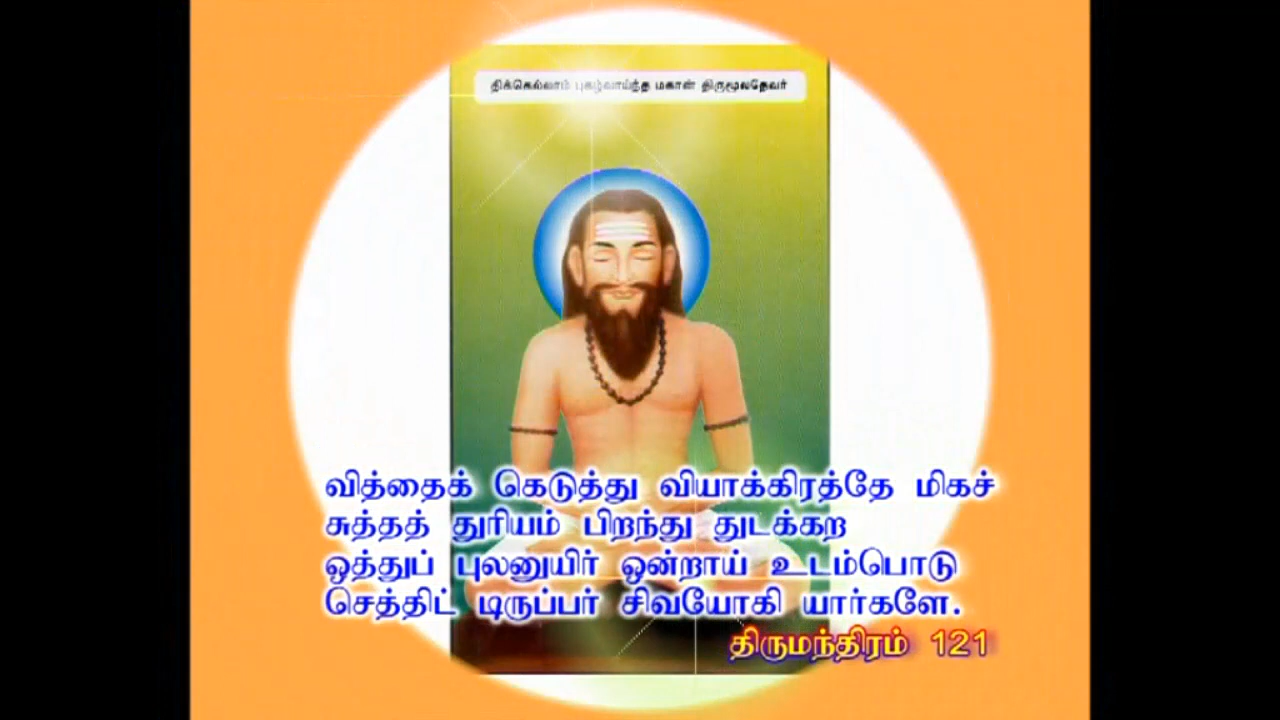 திக்கெல்லாம் புகழ்வாய்ந்த மகான் திருமூலதேவர்
வித்தைக் கெடுத்து வியாக்கிரத்தே மிகச்
சுத்தத் துரியம் பிறந்து துடக்கற
ஒத்துப் புலனுயிர் ஒன்றாய் உடம்பொடு
செத்திட் டிருப்பர் சிவயோகி யார்களே.
திருமந்திரம் 121